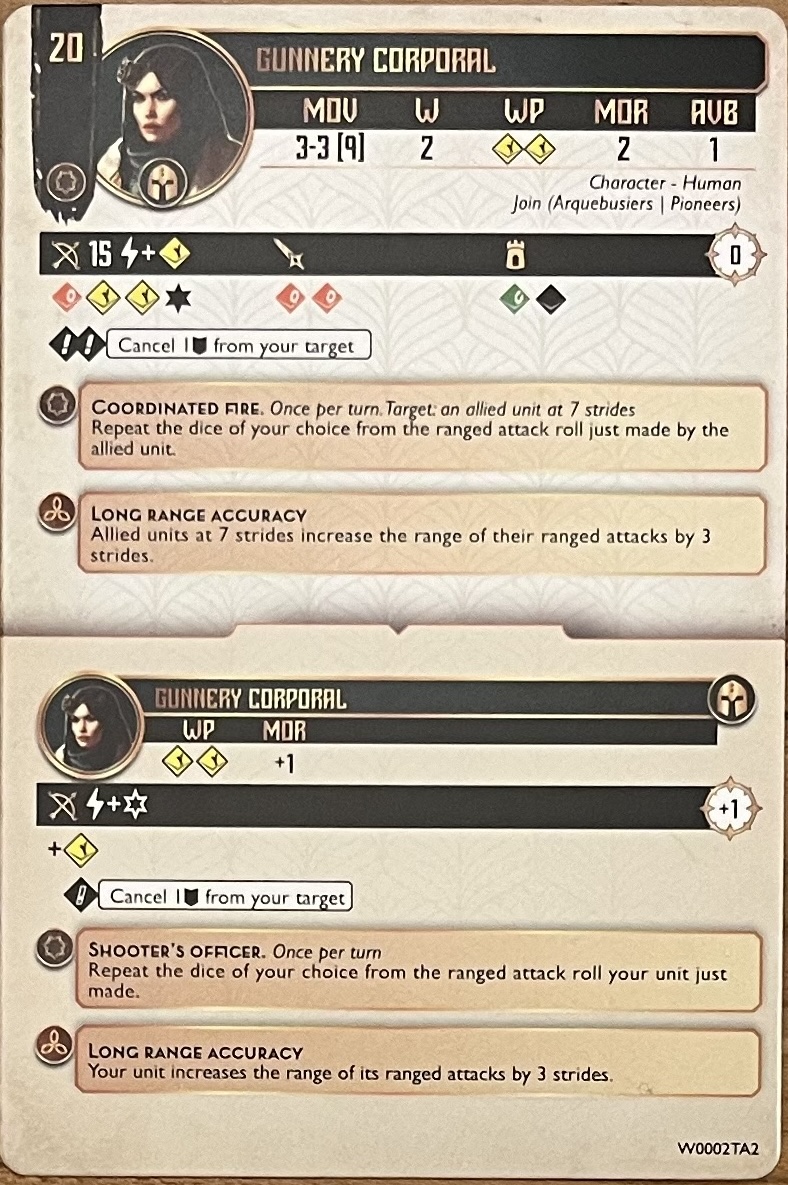 20
GUNNERY CORPORAL
MOV W WP MOR AVB
3-3 [9] 2 2 1
Character - Human
Join (Arquebusiers | Pioneers)
15 + 0
Cancel 1 from your target
COORDINATED FIRE. Once per turn. Target: an allied unit at 7 strides
Repeat the dice of your choice from the ranged attack roll just made by the
allied unit.
LONG RANGE ACCURACY
Allied units at 7 strides increase the range of their ranged attacks by 3
strides.
GUNNERY CORPORAL
WP MOR
+1
+ +1
+
Cancel 1 from your target
SHOOTER'S OFFICER. Once per turn
Repeat the dice of your choice from the ranged attack roll your unit just
made.
LONG RANGE ACCURACY
Your unit increases the range of its ranged attacks by 3 strides.
W0002TA2